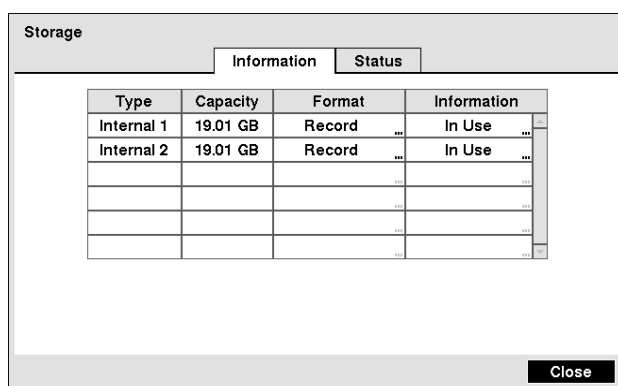 Storage
Information Status
Type Capacity Format Information
Internal 1 19.01 GB Record ... In Use ...
Internal 2 19.01 GB Record ... In Use ...
... ...
... ...
... ...
... ...
Close